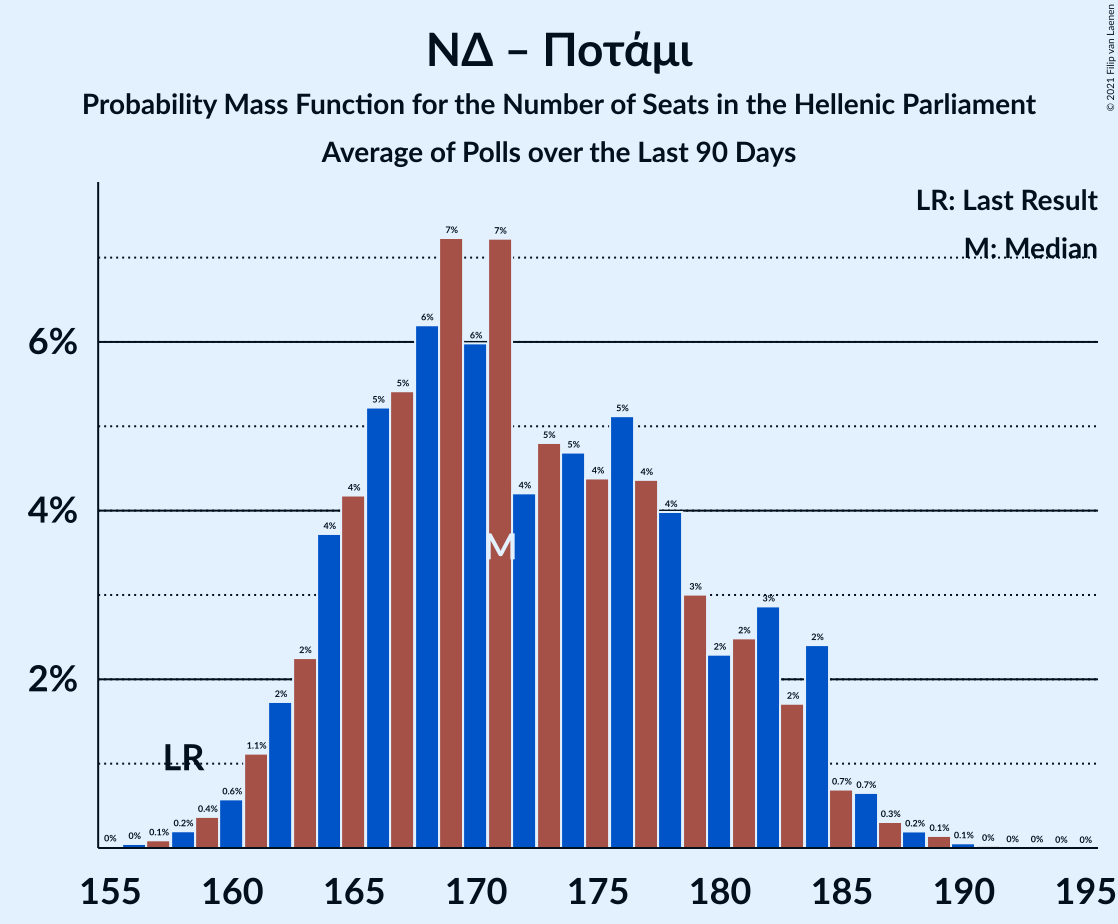 ΝΔ – Ποτάμι
Probability Mass Function for the Number of Seats in the Hellenic Parliament
Average of Polls over the Last 90 Days
© 2021 Filip van Laenen
LR: Last Result
M: Median
6%
4%
2%
0% 0% 0.1% 0.2% 0.4% 0.6% 1.1% 2% 2% 4% 4% 5% 5% 6% 7% 6% 7% 4% 5% 5% 4% 5% 4% 4% 3% 2% 2% 3% 2% 2% 0.7% 0.7% 0.3% 0.2% 0.1% 0.1% 0% 0% 0% 0% 0%
M
LR
155 160 165 170 175 180 185 190 195